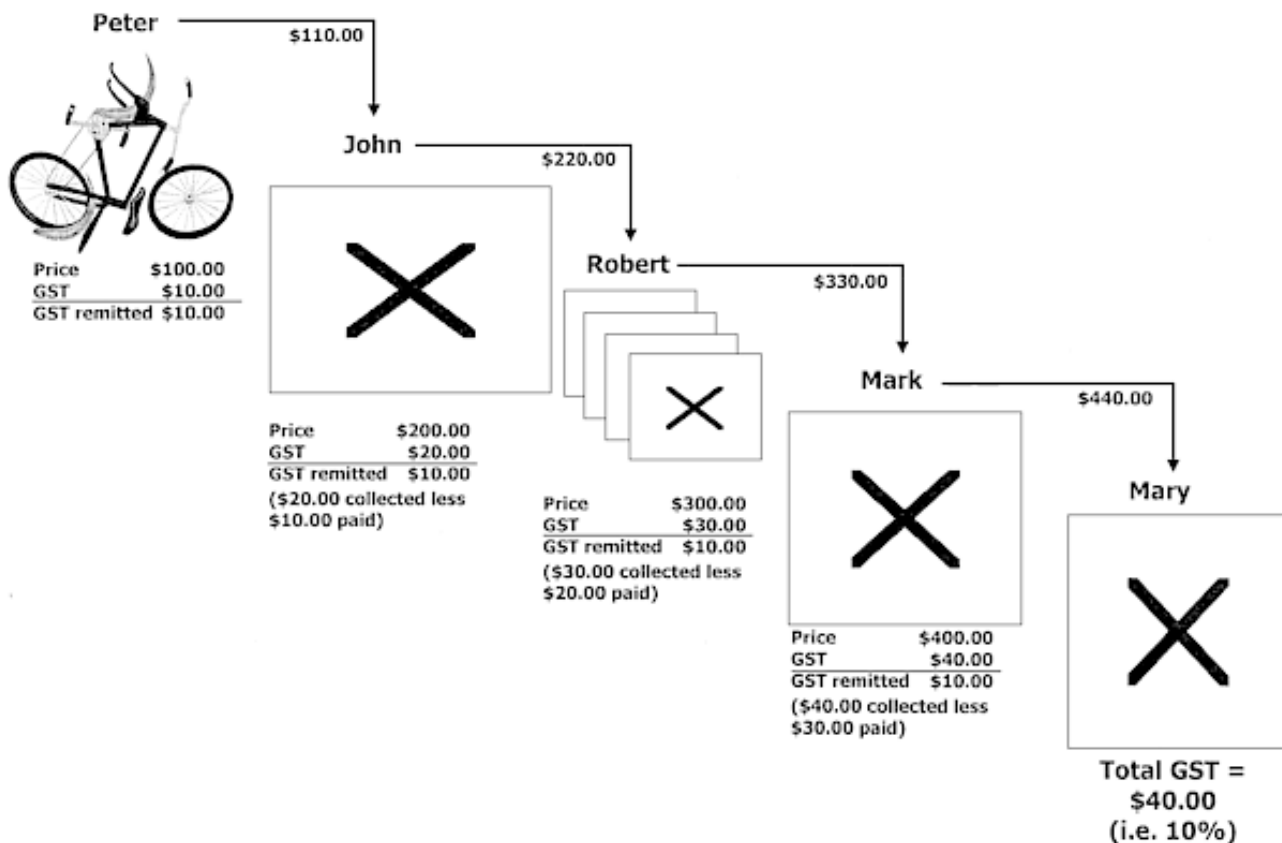 Peter
$110.00
John
$220.00
Robert
$330.00
Mark
$440.00
Mary
Price $100.00
GST $10.00
GST remitted $10.00
Price $200.00
GST $20.00
GST remitted $10.00
($20.00 collected less
$10.00 paid)
Price $300.00
GST $30.00
GST remitted $10.00
($30.00 collected less
$20.00 paid)
Price $400.00
GST $40.00
GST remitted $10.00
($40.00 collected less
$30.00 paid)
Total GST =
$40.00
(i.e. 10%)